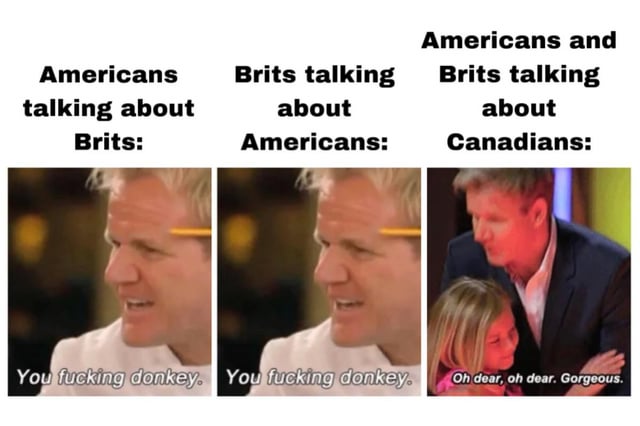 Americans
talking about
Brits:
Brits talking
about
Americans:
Americans and
Brits talking
about
Canadians:
You fucking donkey.
You fucking donkey.
Oh dear, oh dear. Gorgeous.